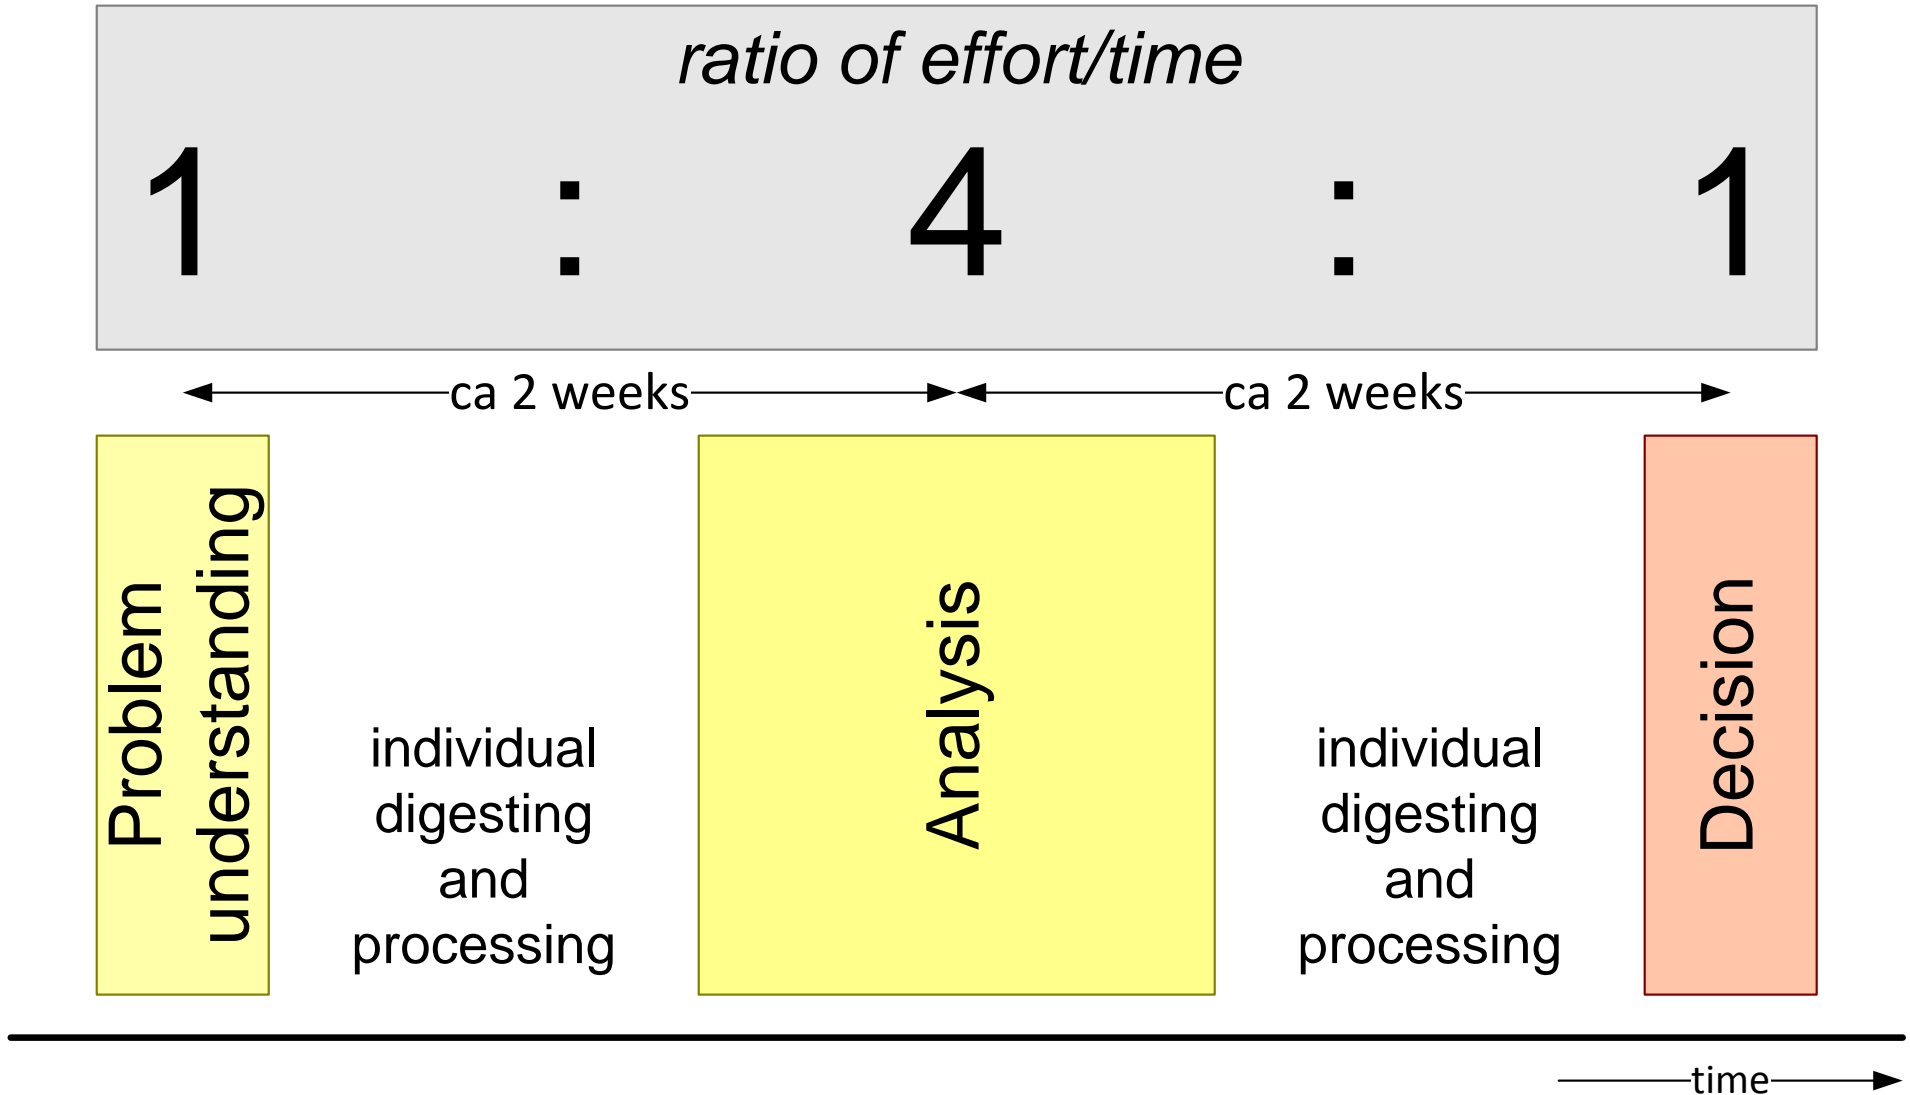 ratio of effort/time
1 : 4 : 1
ca 2 weeks
ca 2 weeks
Problem
understanding
individual
digesting
and
processing
Analysis
individual
digesting
and
processing
Decision
time